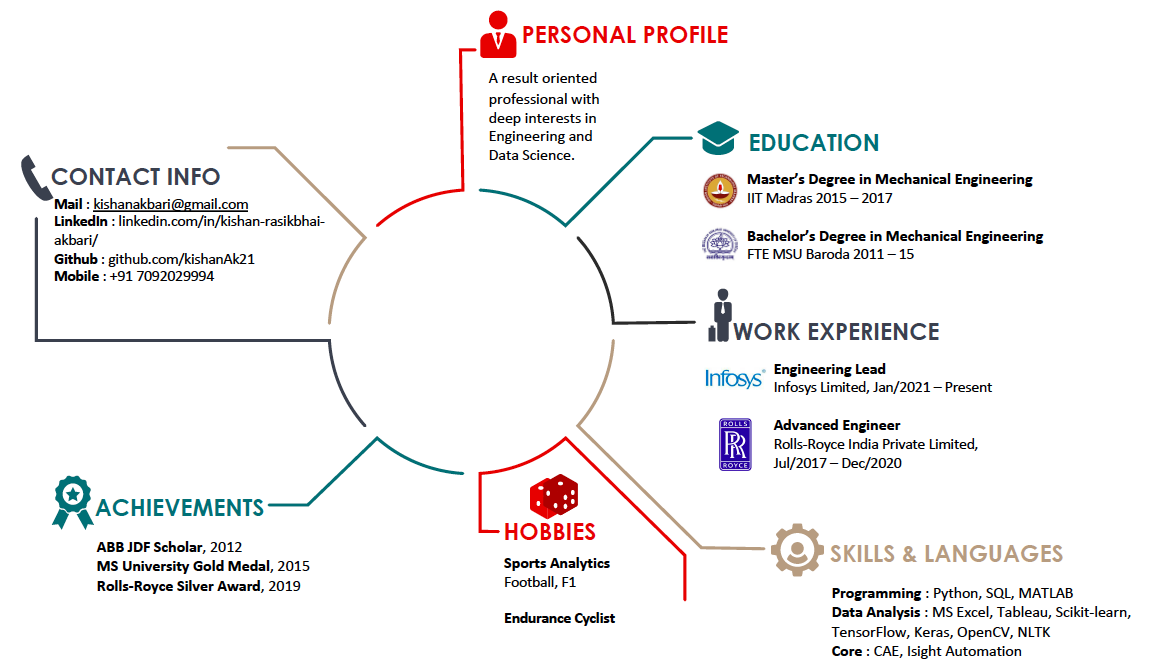 PERSONAL PROFILE
A result oriented
professional with
deep interests in
Engineering and
Data Science.
EDUCATION
Master's Degree in Mechanical Engineering
IIT Madras 2015 – 2017
Bachelor's Degree in Mechanical Engineering
FTE MSU Baroda 2011 – 15
WORK EXPERIENCE
Infosys
Engineering Lead
Infosys Limited, Jan/2021 – Present
ROLLS
RR
ROYCE
Advanced Engineer
Rolls-Royce India Private Limited,
Jul/2017 – Dec/2020
SKILLS & LANGUAGES
Programming : Python, SQL, MATLAB
Data Analysis : MS Excel, Tableau, Scikit-learn,
TensorFlow, Keras, OpenCV, NLTK
Core : CAE, Isight Automation
HOBBIES
Sports Analytics
Football, F1
Endurance Cyclist
ACHIEVEMENTS
ABB JDF Scholar, 2012
MS University Gold Medal, 2015
Rolls-Royce Silver Award, 2019
CONTACT INFO
Mail : kishanakbari@gmail.com
LinkedIn : linkedin.com/in/kishan-rasikbhai-
akbari/
Github : github.com/kishanAk21
Mobile : +91 7092029994